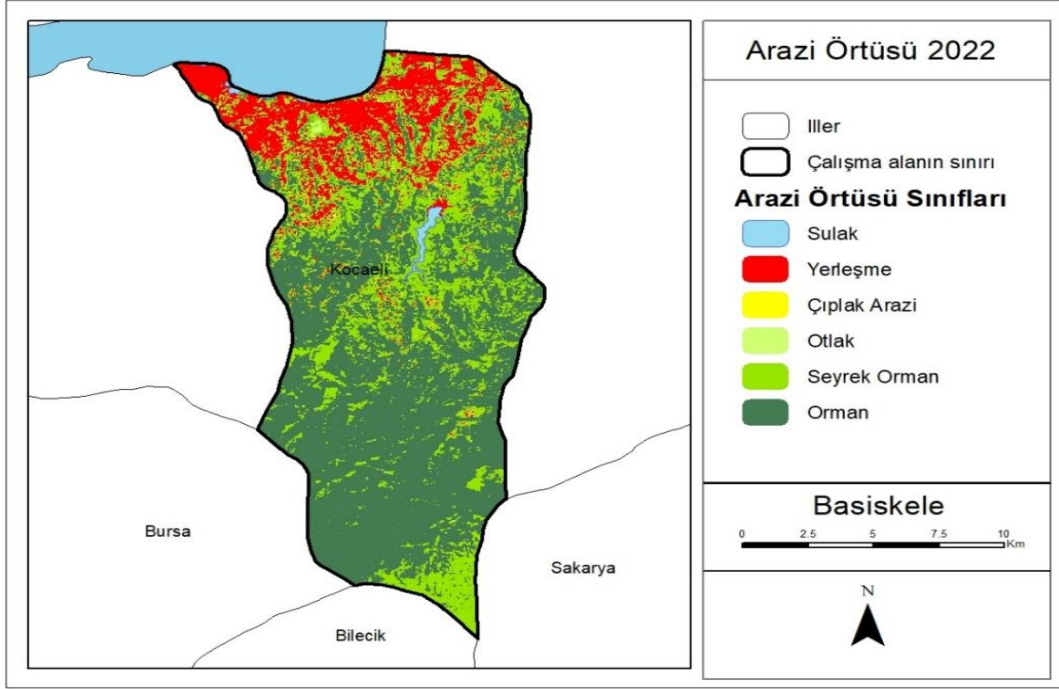 Arazi Örtüsü 2022
Iller
Çalışma alanın sınırı
Arazi Örtüsü Sınıfları
Sulak
Yerleşme
Çıplak Arazi
Otlak
Seyrek Orman
Orman
Basiskele
0 2.5 5 7.5 10
Km
N
Kocaeli
Bursa
Sakarya
Bilecik